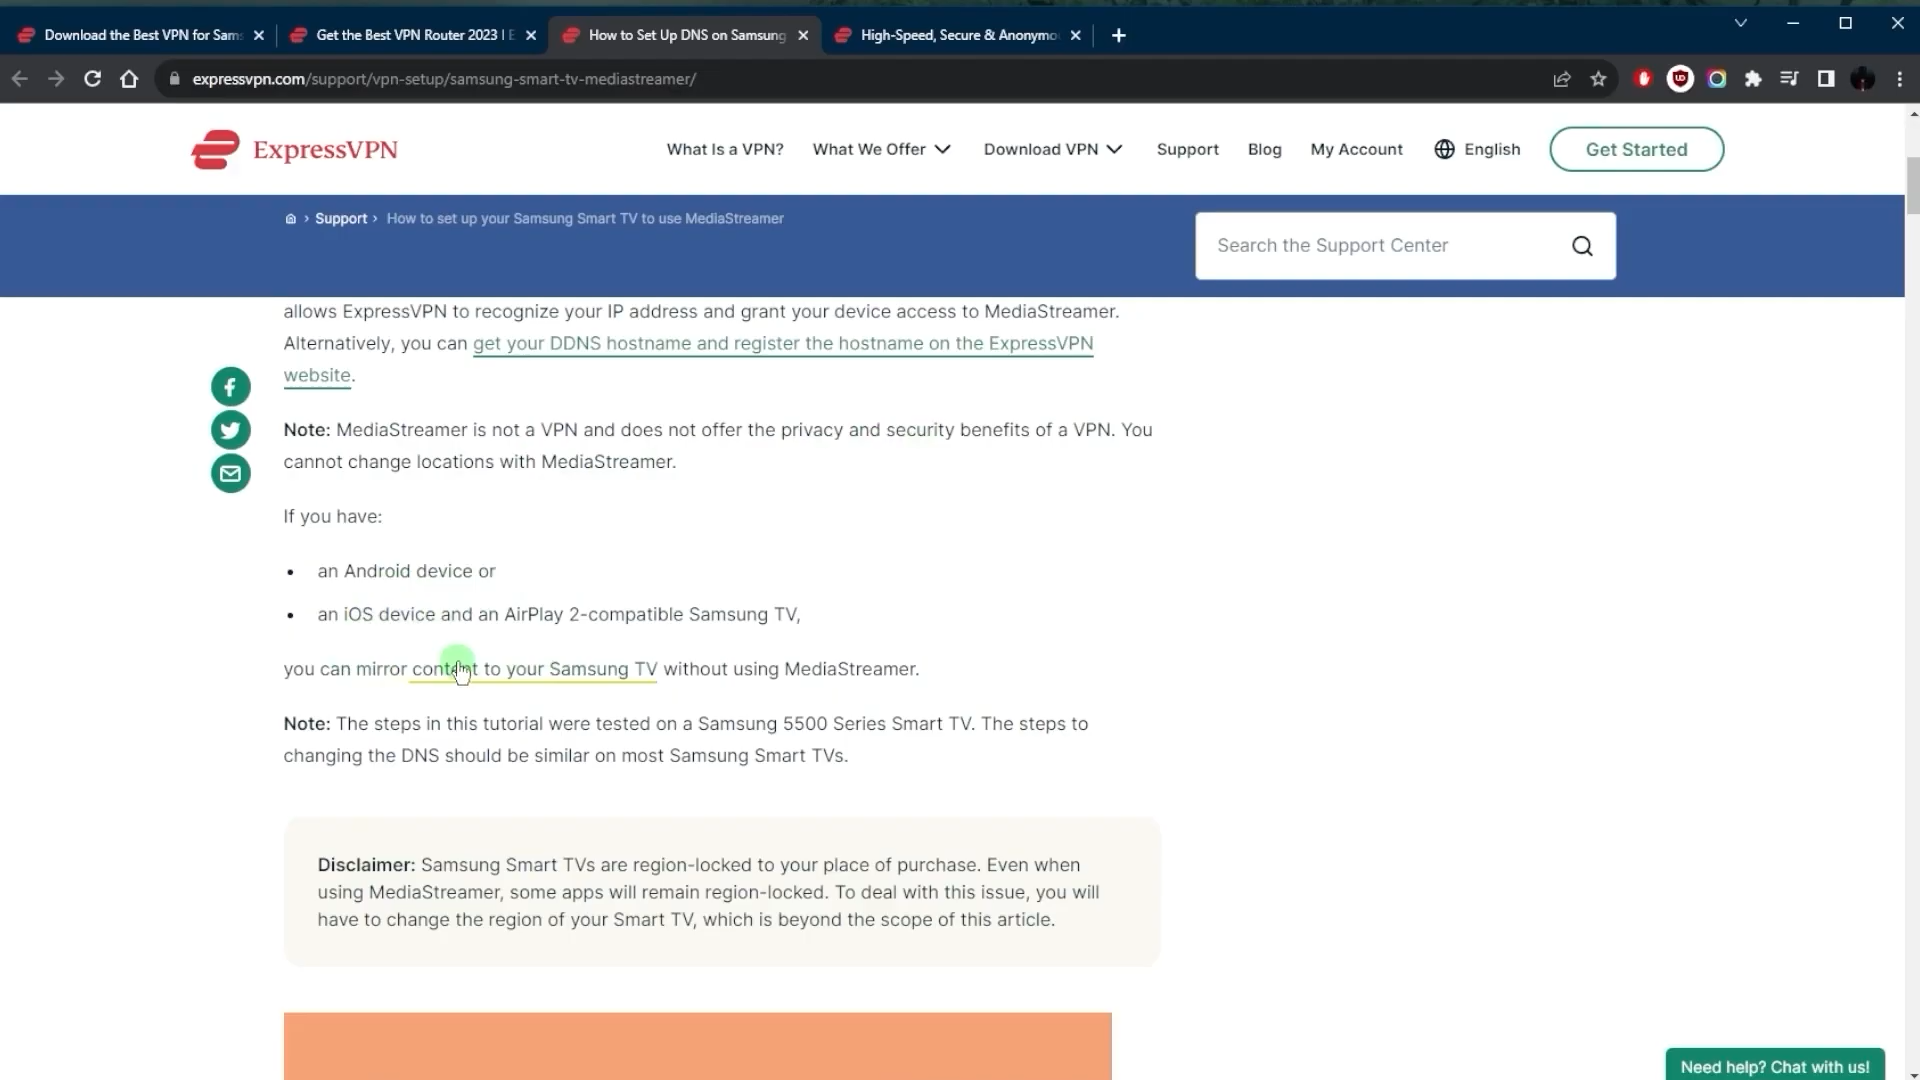 Download the Best VPN for Sams
Get the Best VPN Router 2023 | E
How to Set Up DNS on Samsung
High-Speed, Secure & Anonymo
expressvpn.com/support/vpn-setup/samsung-smart-tv-mediastreamer/
ExpressVPN
What Is a VPN?
What We Offer
Download VPN
Support
Blog
My Account
English
Get Started
Support › How to set up your Samsung Smart TV to use MediaStreamer
Search the Support Center
allows ExpressVPN to recognize your IP address and grant your device access to MediaStreamer.
Alternatively, you can get your DDNS hostname and register the hostname on the ExpressVPN
website.
Note: MediaStreamer is not a VPN and does not offer the privacy and security benefits of a VPN. You
cannot change locations with MediaStreamer.
If you have:
• an Android device or
• an iOS device and an AirPlay 2-compatible Samsung TV,
you can mirror content to your Samsung TV without using MediaStreamer.
Note: The steps in this tutorial were tested on a Samsung 5500 Series Smart TV. The steps to
changing the DNS should be similar on most Samsung Smart TVs.
Disclaimer: Samsung Smart TVs are region-locked to your place of purchase. Even when
using MediaStreamer, some apps will remain region-locked. To deal with this issue, you will
have to change the region of your Smart TV, which is beyond the scope of this article.
Need help? Chat with us!